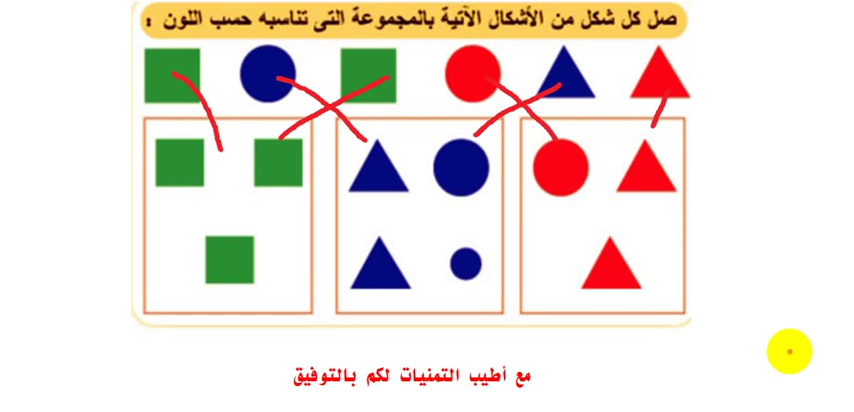 صل كل شكل من الأشكال الآتية بالمجموعة التى تناسبه حسب اللون :
مع أطيب التمنيات لكم بالتوفيق